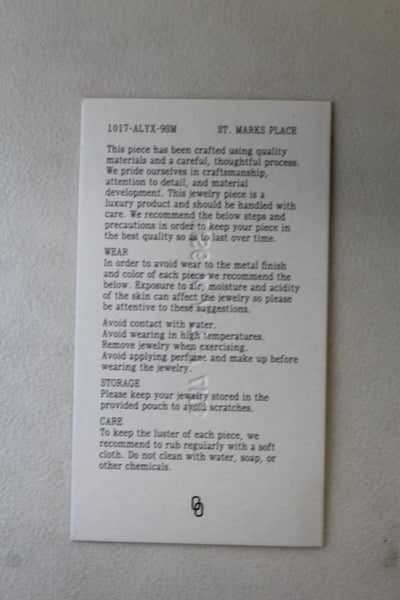 1017-ALYX-9SM ST. MARKS PLACE
This piece has been crafted using quality
materials and a careful, thoughtful process.
We pride ourselves in craftsmanship,
attention to detail, and material
development. This jewelry piece is a
luxury product and should be handled with
care. We recommend the below steps and
precautions in order to keep your piece in
the best quality so as to last over time.
WEAR
In order to avoid wear to the metal finish
and color of each piece we recommend the
below. Exposure to air, moisture and acidity
of the skin can affect the jewelry so please
be attentive to these suggestions.
Avoid contact with water.
Avoid wearing in high temperatures.
Remove jewelry when exercising.
Avoid applying perfume and make up before
wearing the jewelry.
STORAGE
Please keep your jewelry stored in the
provided pouch to avoid scratches.
CARE
To keep the luster of each piece, we
recommend to rub regularly with a soft
cloth. Do not clean with water, soap, or
other chemicals.